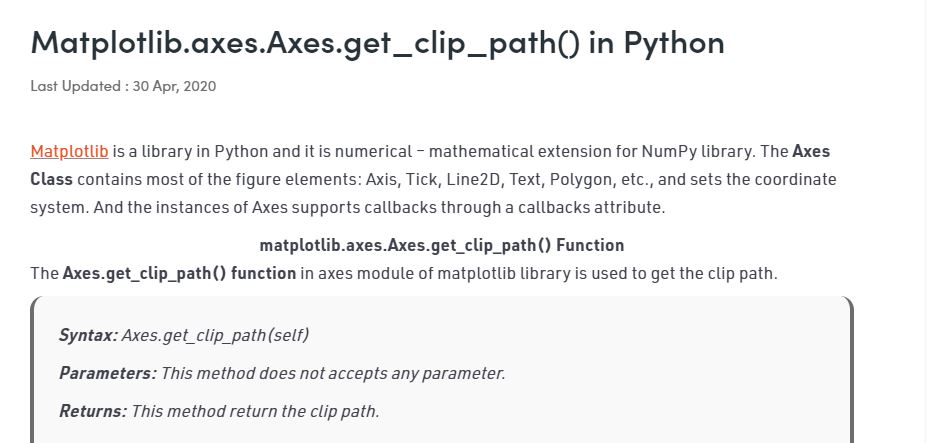 Matplotlib.axes.Axes.get_clip_path() in Python
Last Updated : 30 Apr, 2020
Matplotlib is a library in Python and it is numerical – mathematical extension for NumPy library. The Axes
Class contains most of the figure elements: Axis, Tick, Line2D, Text, Polygon, etc., and sets the coordinate
system. And the instances of Axes supports callbacks through a callbacks attribute.
matplotlib.axes.Axes.get_clip_path() Function
The Axes.get_clip_path() function in axes module of matplotlib library is used to get the clip path.
Syntax: Axes.get_clip_path(self)
Parameters: This method does not accepts any parameter.
Returns: This method return the clip path.